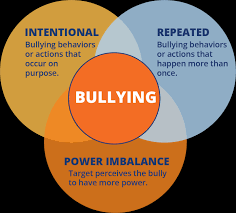 INTENTIONAL
Bullying behaviors
or actions that
occur on
purpose.
REPEATED
Bullying behaviors
or actions that
happen more than
once.
BULLYING
POWER IMBALANCE
Target perceives the bully
to have more power.